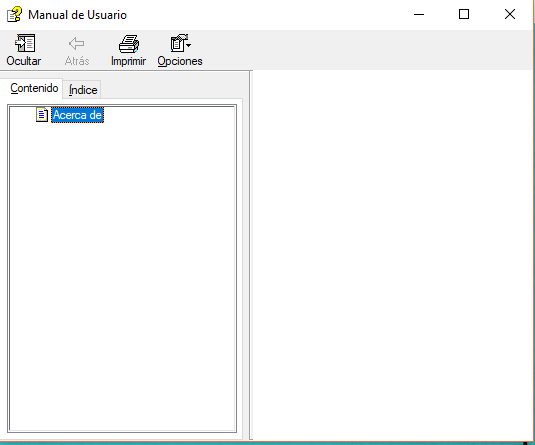 Manual de Usuario
Ocultar Atrás Imprimir Opciones
Contenido Índice
Acerca de